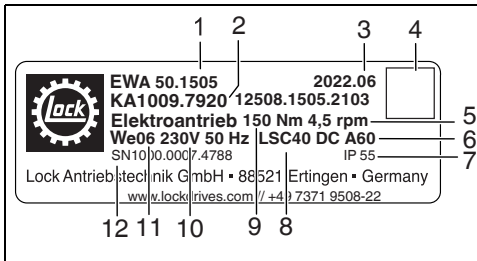 1 2 3 4
Lock
EWA 50.1505 2022.06
KA1009.7920 12508.1505.2103
Elektroantrieb 150 Nm 4,5 rpm 5
We06 230V 50 Hz LSC40 DC A60 6
SN1000.0007.4788 IP 55 7
Lock Antriebstechnik GmbH ▪ 88521 Ertingen ▪ Germany
www.lockdrives.com // +49 7371 9508-22
12 11 10 9 8